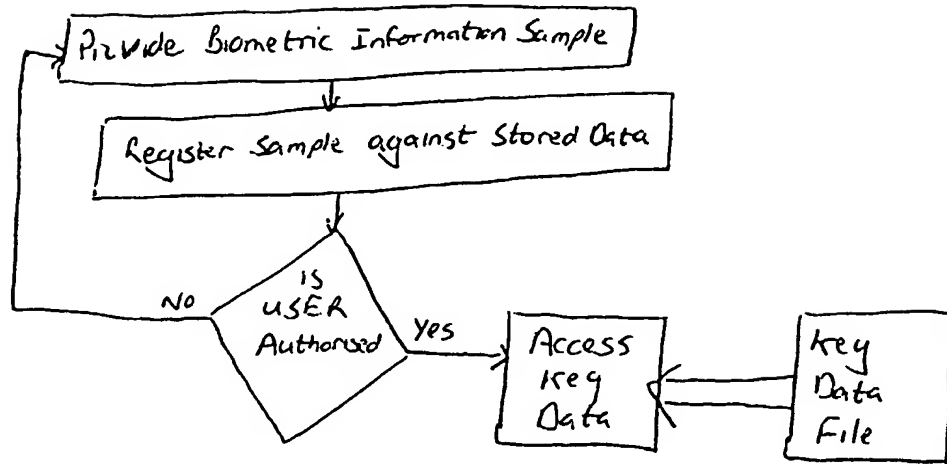 Provide Biometric Information Sample
Register Sample against Stored Data
IS
USER
Authorised
No
Yes
Access
Key
Data
Key
Data
File